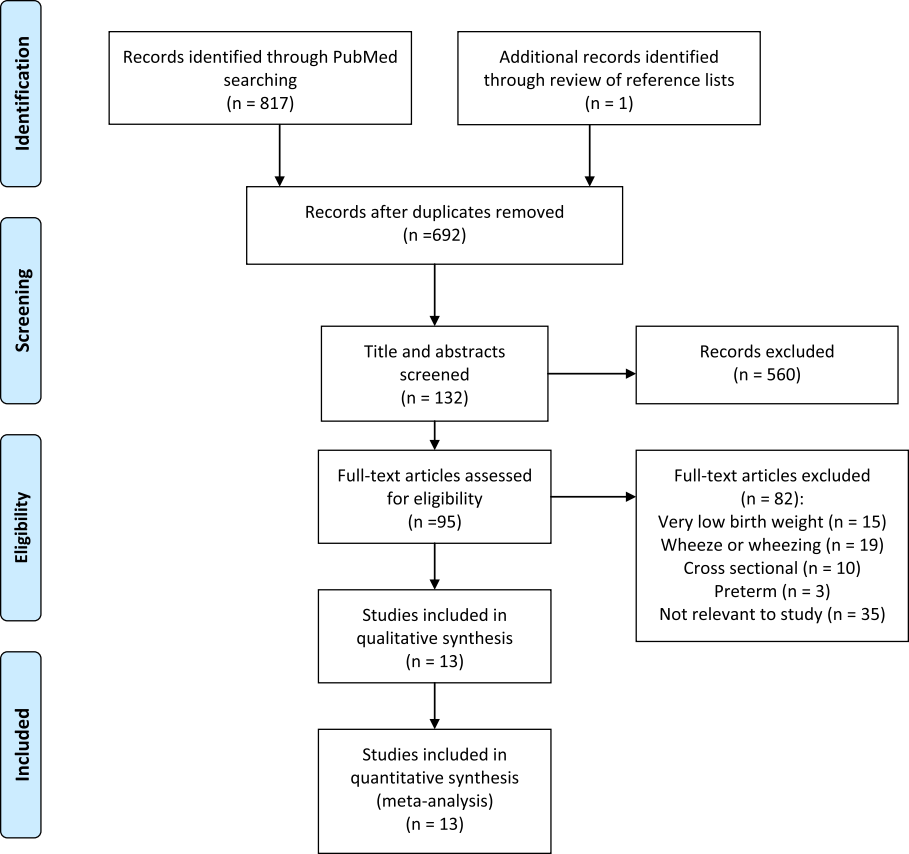 Identification
Records identified through PubMed
searching
(n = 817)
Additional records identified
through review of reference lists
(n = 1)
Records after duplicates removed
(n =692)
Screening
Title and abstracts
screened
(n = 132)
Records excluded
(n = 560)
Eligibility
Full-text articles assessed
for eligibility
(n =95)
Full-text articles excluded
(n = 82):
Very low birth weight (n = 15)
Wheeze or wheezing (n = 19)
Cross sectional (n = 10)
Preterm (n = 3)
Not relevant to study (n = 35)
Studies included in
qualitative synthesis
(n = 13)
Included
Studies included in
quantitative synthesis
(meta-analysis)
(n = 13)